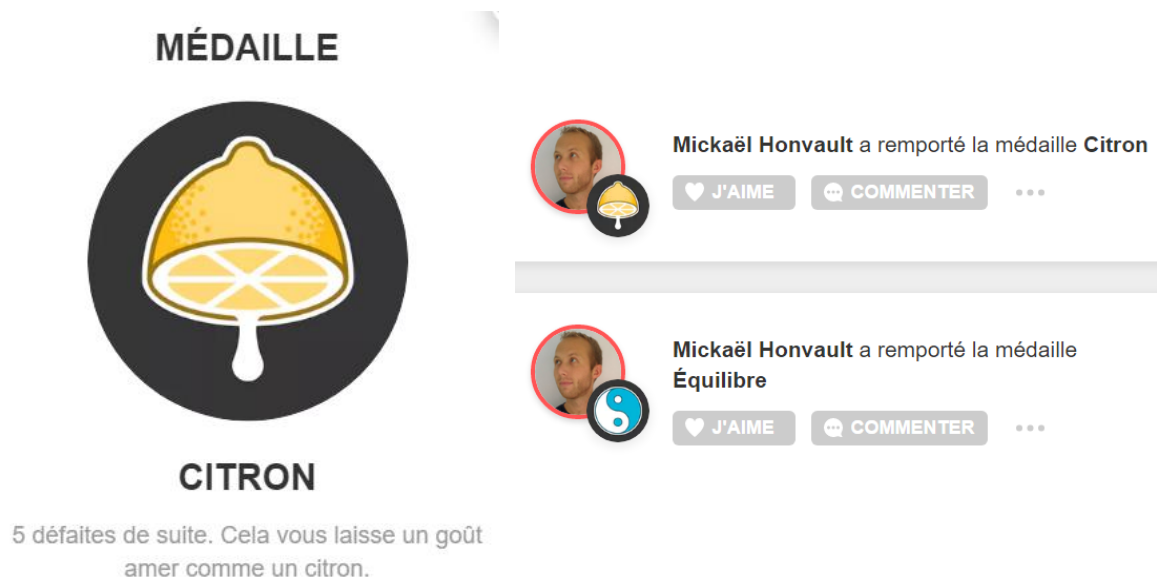 MÉDAILLE
CITRON
5 défaites de suite. Cela vous laisse un goût
amer comme un citron.
Mickaël Honvault a remporté la médaille Citron
J'AIME COMMENTER
Mickaël Honvault a remporté la médaille
Équilibre
J'AIME COMMENTER